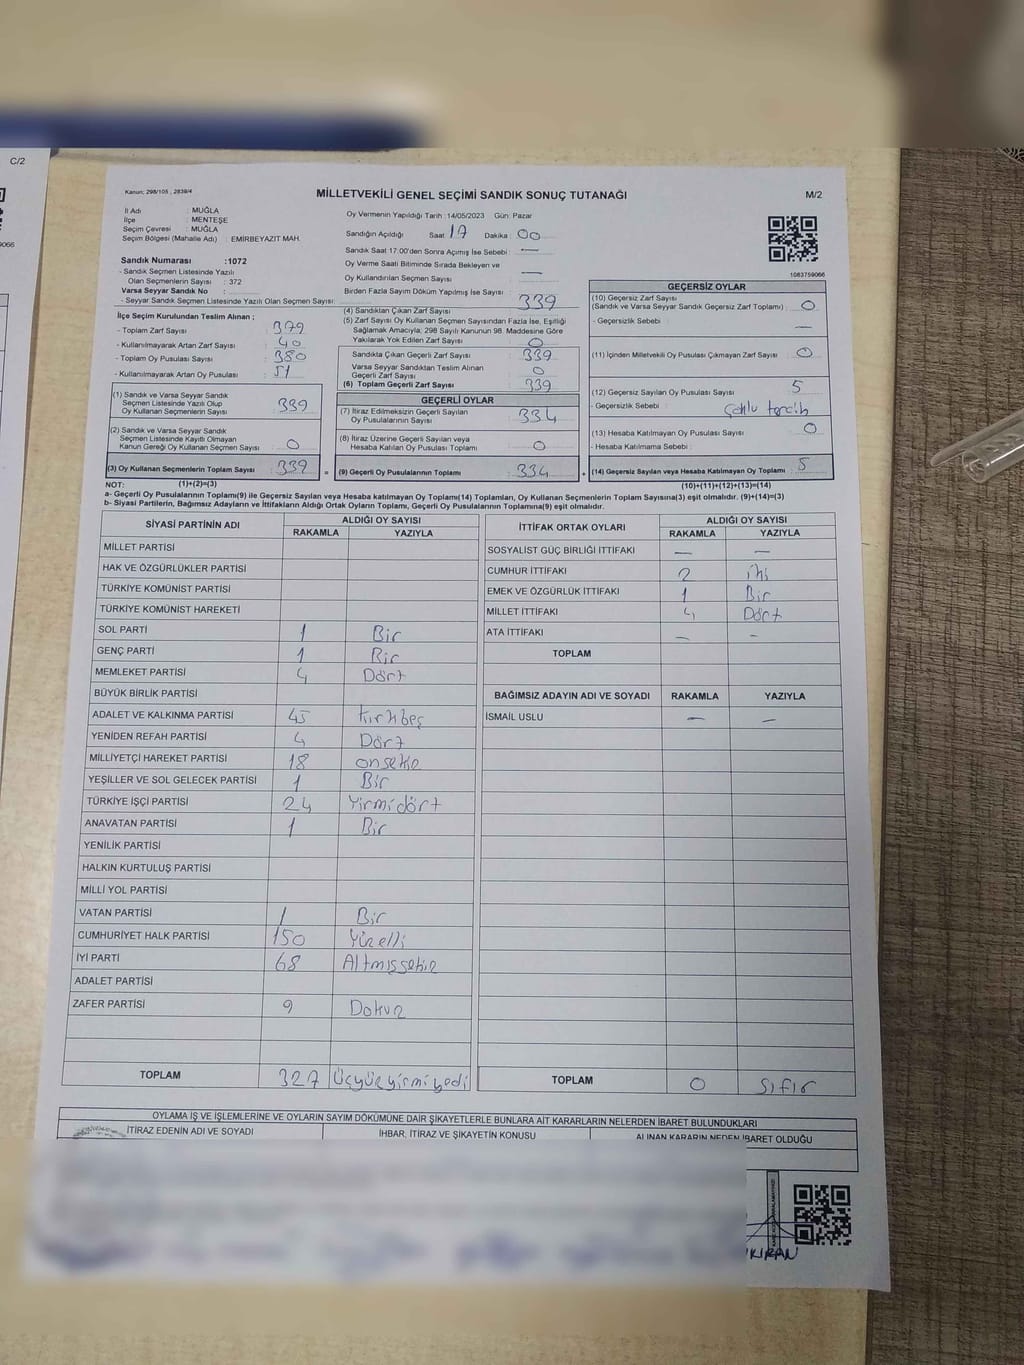 C/2
9066
Kanun; 298/105 , 2839/4
MİLLETVEKİLİ GENEL SEÇİMİ SANDIK SONUÇ TUTANAĞI
M/2
İl Adı : MUĞLA
İlçe : MENTEŞE
Seçim Çevresi : MUĞLA
Seçim Bölgesi (Mahalle Adı) : EMİRBEYAZIT MAH.
Sandık Numarası :1072
- Sandık Seçmen Listesinde Yazılı
Olan Seçmenlerin Sayısı : 372
Varsa Seyyar Sandık No :
- Seyyar Sandık Seçmen Listesinde Yazılı Olan Seçmen Sayısı:
İlçe Seçim Kurulundan Teslim Alınan ;
- Toplam Zarf Sayısı : 379
- Kullanılmayarak Artan Zarf Sayısı : 40
- Toplam Oy Pusulası Sayısı : 380
- Kullanılmayarak Artan Oy Pusulası : 51
(1) Sandık ve Varsa Seyyar Sandık
Seçmen Listesinde Yazılı Olup
Oy Kullanan Seçmenlerin Sayısı : 339
(2) Sandık ve Varsa Seyyar Sandık
Seçmen Listesinde Kayıtlı Olmayan
Kanun Gereği Oy Kullanan Seçmen Sayısı : 0
(3) Oy Kullanan Seçmenlerin Toplam Sayısı : 339 =
Oy Vermenin Yapıldığı Tarih :14/05/2023 Gün: Pazar
Sandığın Açıldığı Saat :17 Dakika : 00
Sandık Saat 17.00'den Sonra Açımış İse Sebebi : —
Oy Verme Saati Bitiminde Sırada Bekleyen ve
Oy Kullandırılan Seçmen Sayısı : —
Birden Fazla Sayım Döküm Yapılmış İse Sayısı :
(4) Sandıktan Çıkan Zarf Sayısı : 339
(5) Zarf Sayısı Oy Kullanan Seçmen Sayısından Fazla İse, Eşitliği
Sağlamak Amacıyla, 298 Sayılı Kanunun 98. Maddesine Göre
Yakılarak Yok Edilen Zarf Sayısı : 0
Sandıkta Çıkan Geçerli Zarf Sayısı : 339
Varsa Seyyar Sandıktan Teslim Alınan
Geçerli Zarf Sayısı : 0
(6) Toplam Geçerli Zarf Sayısı : 339
GEÇERLİ OYLAR
(7) İtiraz Edilmeksizin Geçerli Sayılan
Oy Pusulalarının Sayısı : 334
(8) İtiraz Üzerine Geçerli Sayılan veya
Hesaba Katılan Oy Pusulası Toplamı : 0
(9) Geçerli Oy Pusulalarının Toplamı : 334 +
1083759066
GEÇERSİZ OYLAR
(10) Geçersiz Zarf Sayısı
(Sandık ve Varsa Seyyar Sandık Geçersiz Zarf Toplamı) : 0
- Geçersizlik Sebebi : —
(11) İçinden Milletvekili Oy Pusulası Çıkmayan Zarf Sayısı : 0
(12) Geçersiz Sayılan Oy Pusulası Sayısı : 5
- Geçersizlik Sebebi : Çoklu tercih
(13) Hesaba Katılmayan Oy Pusulası Sayısı : 0
- Hesaba Katılmama Sebebi :
(14) Geçersiz Sayılan veya Hesaba Katılmayan Oy Toplamı : 5
NOT: (1)+(2)=(3)
(10)+(11)+(12)+(13)=(14)
a- Geçerli Oy Pusulalarının Toplamı(9) ile Geçersiz Sayılan veya Hesaba katılmayan Oy Toplamı(14) Toplamları, Oy Kullanan Seçmenlerin Toplam Sayısına(3) eşit olmalıdır. (9)+(14)=(3)
b- Siyasi Partilerin, Bağımsız Adayların ve İttifakların Aldığı Ortak Oyların Toplamı, Geçerli Oy Pusulalarının Toplamına(9) eşit olmalıdır.
SİYASİ PARTİNİN ADI
ALDIĞI OY SAYISI
RAKAMLA YAZIYLA
MİLLET PARTİSİ
HAK VE ÖZGÜRLÜKLER PARTİSİ
TÜRKİYE KOMÜNİST PARTİSİ
TÜRKİYE KOMÜNİST HAREKETİ
SOL PARTİ 1 Bir
GENÇ PARTİ 1 Bir
MEMLEKET PARTİSİ 4 Dört
BÜYÜK BİRLİK PARTİSİ
ADALET VE KALKINMA PARTİSİ 45 kırkbeş
YENİDEN REFAH PARTİSİ 4 Dört
MİLLİYETÇİ HAREKET PARTİSİ 18 onsekiz
YEŞİLLER VE SOL GELECEK PARTİSİ 1 Bir
TÜRKİYE İŞÇİ PARTİSİ 24 Yirmidört
ANAVATAN PARTİSİ 1 Bir
YENİLİK PARTİSİ
HALKIN KURTULUŞ PARTİSİ
MİLLİ YOL PARTİSİ
VATAN PARTİSİ 1 Bir
CUMHURİYET HALK PARTİSİ 150 Yüzelli
İYİ PARTİ 68 Altmışsekiz
ADALET PARTİSİ
ZAFER PARTİSİ 9 Dokuz
TOPLAM 327 Üçyüzyirmiyedi
İTTİFAK ORTAK OYLARI
ALDIĞI OY SAYISI
RAKAMLA YAZIYLA
SOSYALİST GÜÇ BİRLİĞİ İTTİFAKI — —
CUMHUR İTTİFAKI 2 iki
EMEK VE ÖZGÜRLÜK İTTİFAKI 1 Bir
MİLLET İTTİFAKI 4 Dört
ATA İTTİFAKI — -
TOPLAM
BAĞIMSIZ ADAYIN ADI VE SOYADI RAKAMLA YAZIYLA
İSMAİL USLU — —
TOPLAM 0 Sıfır
OYLAMA İŞ VE İŞLEMLERİNE VE OYLARIN SAYIM DÖKÜMÜNE DAİR ŞİKAYETLERLE BUNLARA AİT KARARLARIN NELERDEN İBARET BULUNDUKLARI
İTİRAZ EDENİN ADI VE SOYADI
İHBAR, İTİRAZ VE ŞİKAYETİN KONUSU
ALINAN KARARIN NEDEN İBARET OLDUĞU